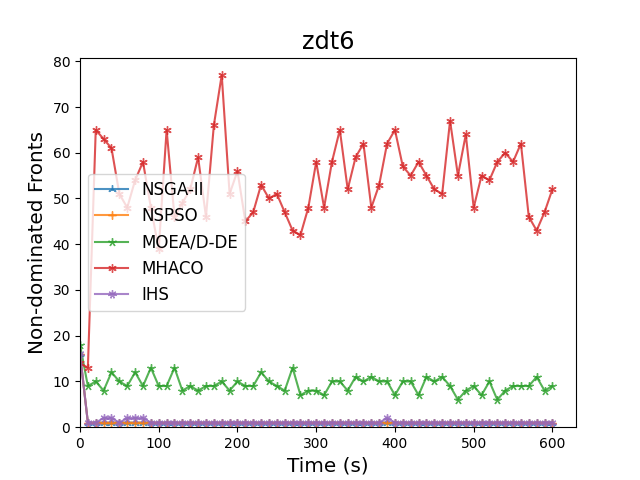 zdt6
Non-dominated Fronts
80
70
60
50
40
30
20
10
0
NSGA-II
NSPSO
MOEA/D-DE
MHACO
IHS
0 100 200 300 400 500 600
Time (s)